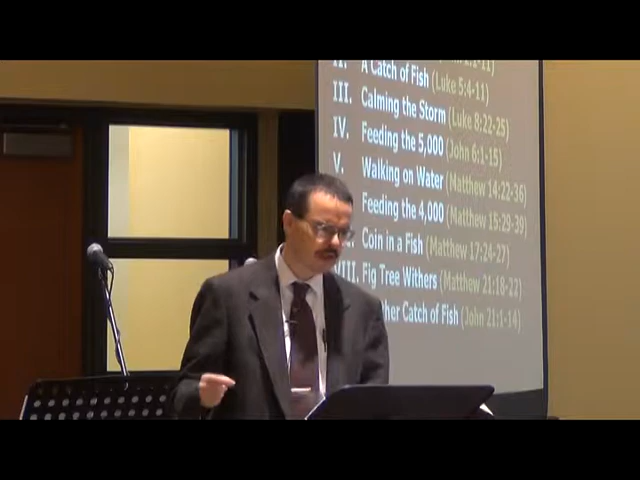 II. A Catch of Fish (Luke 5:4-11)
III. Calming the Storm (Luke 8:22-25)
IV. Feeding the 5,000 (John 6:1-15)
V. Walking on Water (Matthew 14:22-36)
Feeding the 4,000 (Matthew 15:29-39)
Coin in a Fish (Matthew 17:24-27)
VIII. Fig Tree Withers (Matthew 21:18-22)
ther Catch of Fish (John 21:1-14)